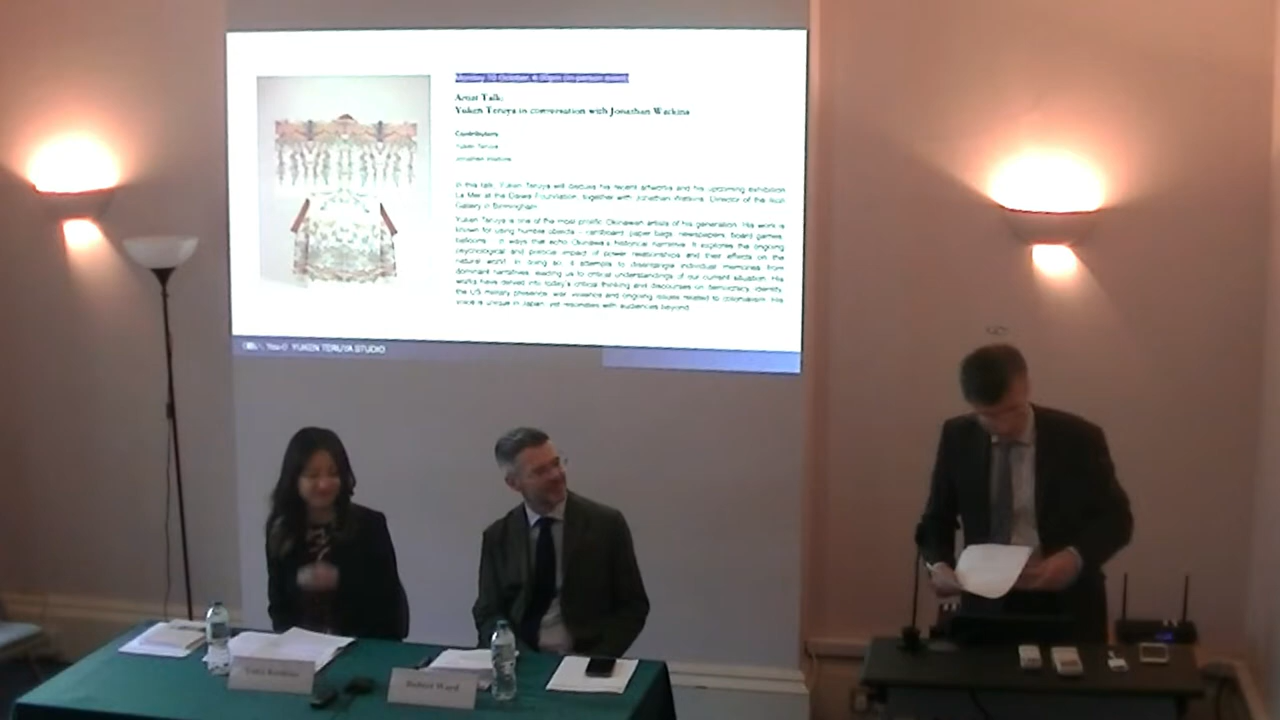 Monday 10 October, 6:00pm (in-person event)
Artist Talk:
Yuken Teruya in conversation with Jonathan Watkins
Contributors
Yuken Teruya
Jonathan Watkins
In this talk, Yuken Teruya will discuss his recent artworks and his upcoming exhibition
La Mer at the Daiwa Foundation, together with Jonathan Watkins, Director of the Ikon
Gallery in Birmingham.
Yuken Teruya is one of the most prolific Okinawan artists of his generation. His work is
known for using humble objects – cardboard, paper bags, newspapers, board games,
balloons – in ways that echo Okinawa's historical narrative. It explores the ongoing
psychological and political impact of power relationships and their effects on the
natural world. In doing so, it attempts to disentangle individual memories from
dominant narratives, leading us to critical understandings of our current situation. His
works have delved into today's critical thinking and discourses on democracy, identity,
the US military presence, war, violence and ongoing issues related to colonialism. His
voice is unique in Japan, yet resonates with audiences beyond.
You-I YUKEN TERUYA STUDIO
Robert Ward